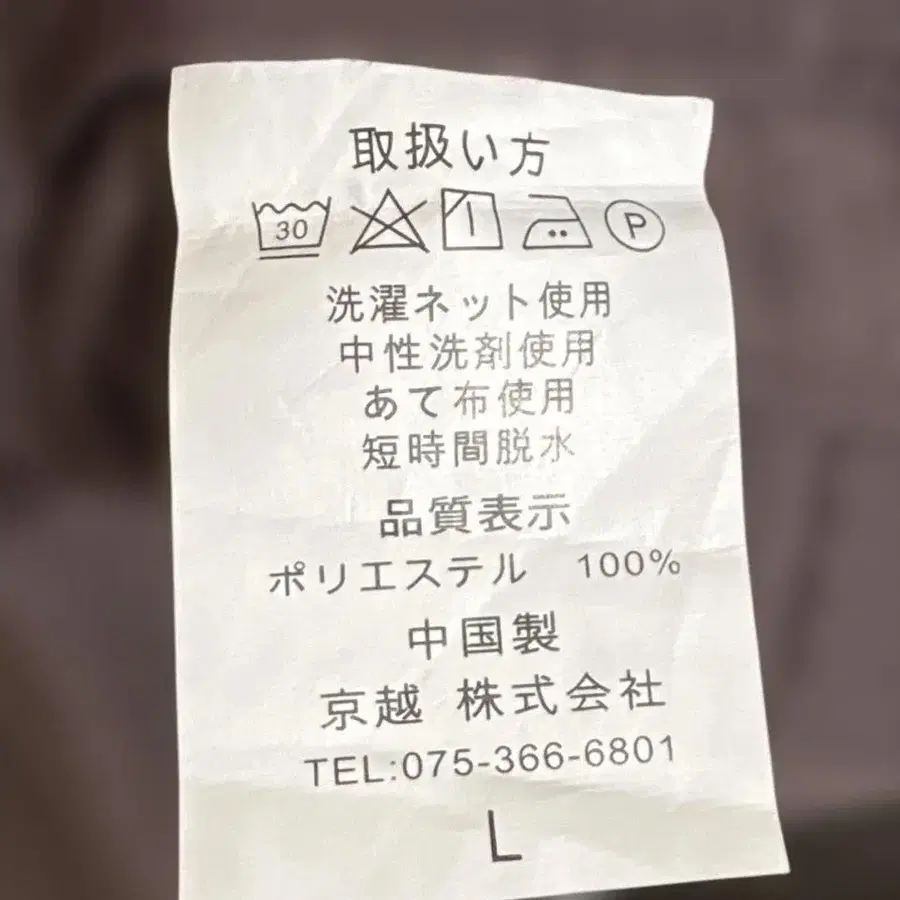 取扱い方
30 P
洗濯ネット使用
中性洗剤使用
あて布使用
短時間脱水
品質表示
ポリエステル 100%
中国製
京越 株式会社
TEL:075-366-6801
L